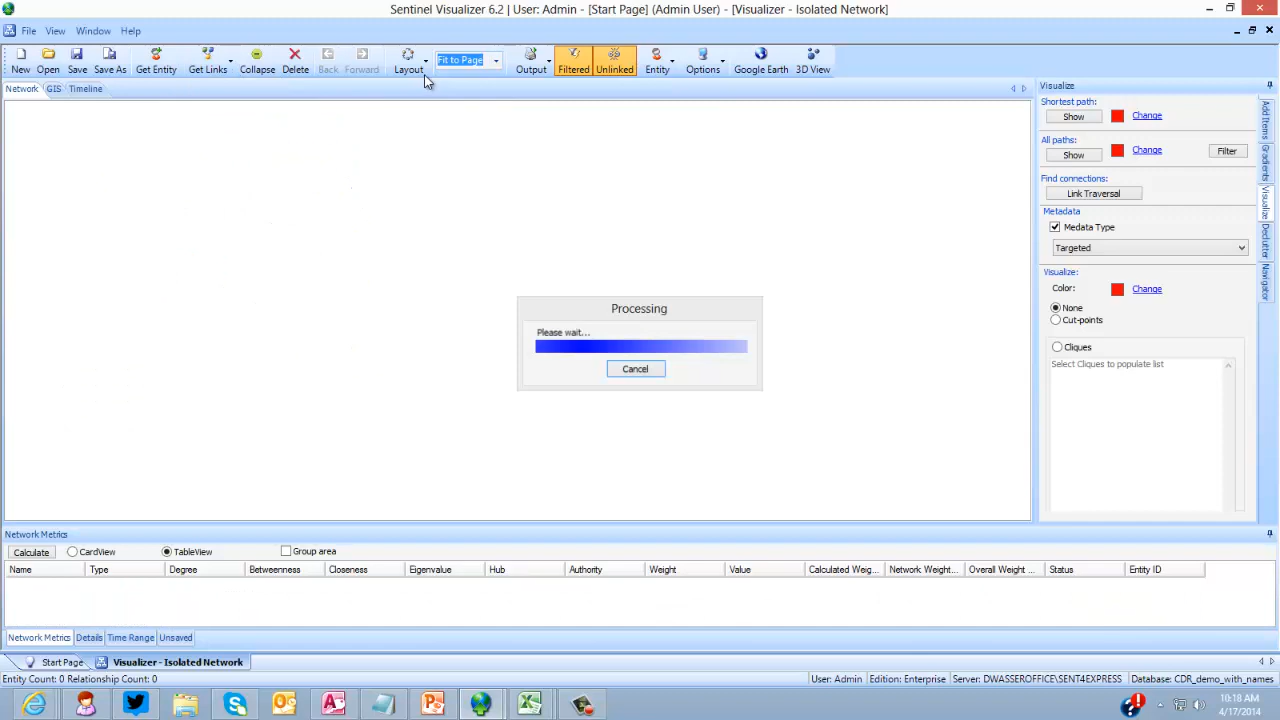 Sentinel Visualizer 6.2 | User: Admin - [Start Page] (Admin User) - [Visualizer - Isolated Network]
File View Window Help
New Open Save Save As Get Entity Get Links Collapse Delete Back Forward Layout Fit to Page Output Filtered Unlinked Entity Options Google Earth 3D View
Network GIS Timeline
Visualize
Shortest path:
Show Change
All paths:
Show Change Filter
Find connections:
Link Traversal
Metadata
Medata Type
Targeted
Visualize:
Color: Change
None
Cut-points
Cliques
Select Cliques to populate list
Add Items
Gradients
Visualize
Declutter
Navigator
Processing
Please wait...
Cancel
Network Metrics
Calculate CardView TableView Group area
Name Type Degree Betweenness Closeness Eigenvalue Hub Authority Weight Value Calculated Weig... Network Weight... Overall Weight ... Status Entity ID
Network Metrics Details Time Range Unsaved
Start Page Visualizer - Isolated Network
Entity Count: 0 Relationship Count: 0 User: Admin Edition: Enterprise Server: DWASSEROFFICE\SENT4EXPRESS Database: CDR_demo_with_names
10:18 AM
4/17/2014